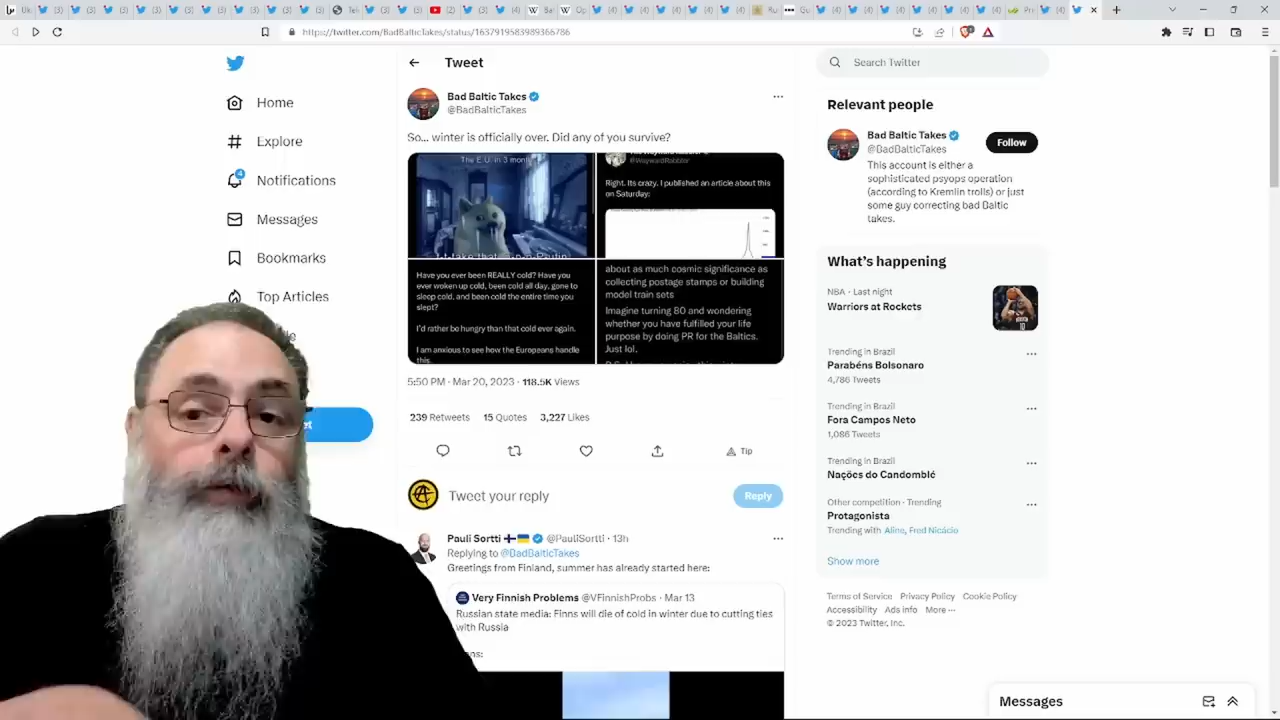 https://twitter.com/BadBalticTakes/status/1637919583989366786
Home
Explore
4
Notifications
Messages
Bookmarks
Top Articles
Tweet
Bad Baltic Takes
@BadBalticTakes
So... winter is officially over. Did any of you survive?
The E.U. in 3 mont
@WaywardRabbler
Right. Its crazy. I published an article about this
on Saturday:
Have you ever been REALLY cold? Have you
ever woken up cold, been cold all day, gone to
sleep cold, and been cold the entire time you
slept?
I'd rather be hungry than that cold ever again.
I am anxious to see how the Europeans handle
this.
about as much cosmic significance as
collecting postage stamps or building
model train sets
Imagine turning 80 and wondering
whether you have fulfilled your life
purpose by doing PR for the Baltics.
Just lol.
5:50 PM · Mar 20, 2023 · 118.5K Views
239 Retweets 15 Quotes 3,227 Likes
Tip
Tweet your reply
Reply
Pauli Sortti @PauliSortti · 13h
Replying to @BadBalticTakes
Greetings from Finland, summer has already started here:
Very Finnish Problems @VFinnishProbs · Mar 13
Russian state media: Finns will die of cold in winter due to cutting ties
with Russia
Search Twitter
Relevant people
Bad Baltic Takes
@BadBalticTakes
Follow
This account is either a
sophisticated psyops operation
(according to Kremlin trolls) or just
some guy correcting bad Baltic
takes.
What's happening
NBA · Last night
Warriors at Rockets
Trending in Brazil
Parabéns Bolsonaro
4,786 Tweets
Trending in Brazil
Fora Campos Neto
1,086 Tweets
Trending in Brazil
Nações do Candomblé
Other competition · Trending
Protagonista
Trending with Aline, Fred Nicácio
Show more
Terms of Service Privacy Policy Cookie Policy
Accessibility Ads info More ···
© 2023 Twitter, Inc.
Messages